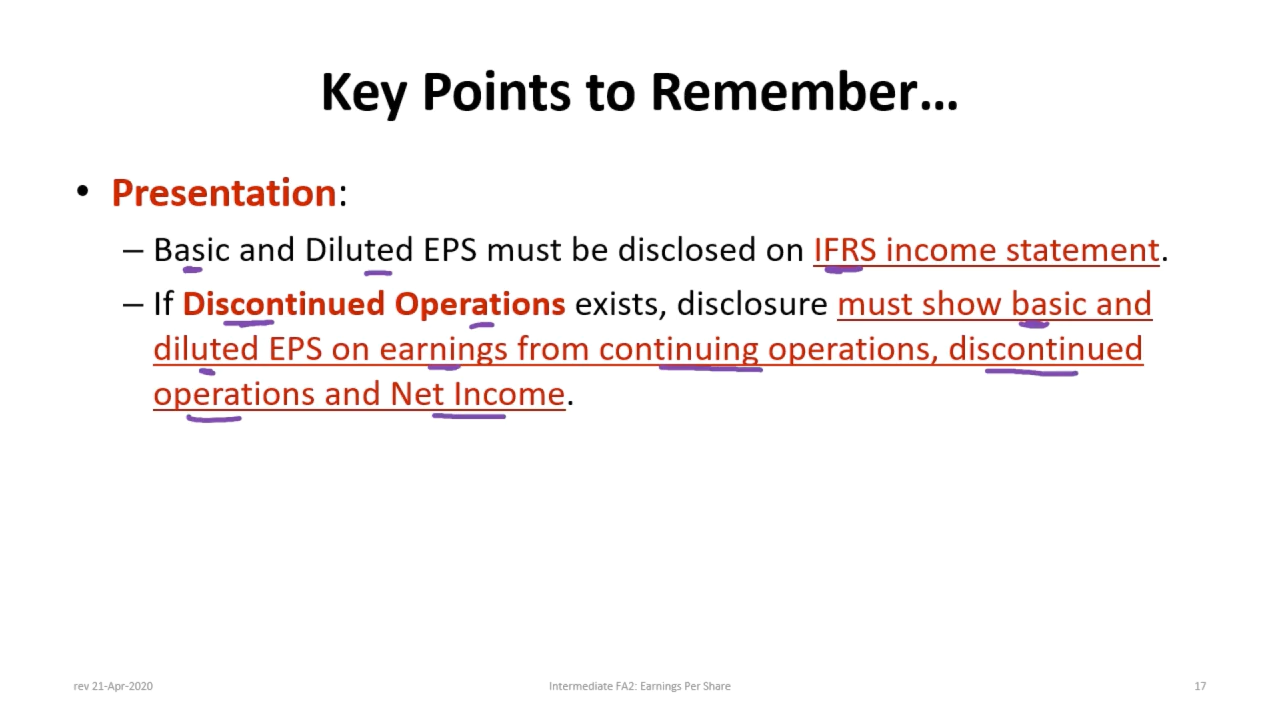 Key Points to Remember…
• Presentation:
– Basic and Diluted EPS must be disclosed on IFRS income statement.
– If Discontinued Operations exists, disclosure must show basic and
diluted EPS on earnings from continuing operations, discontinued
operations and Net Income.
rev 21-Apr-2020
Intermediate FA2: Earnings Per Share
17